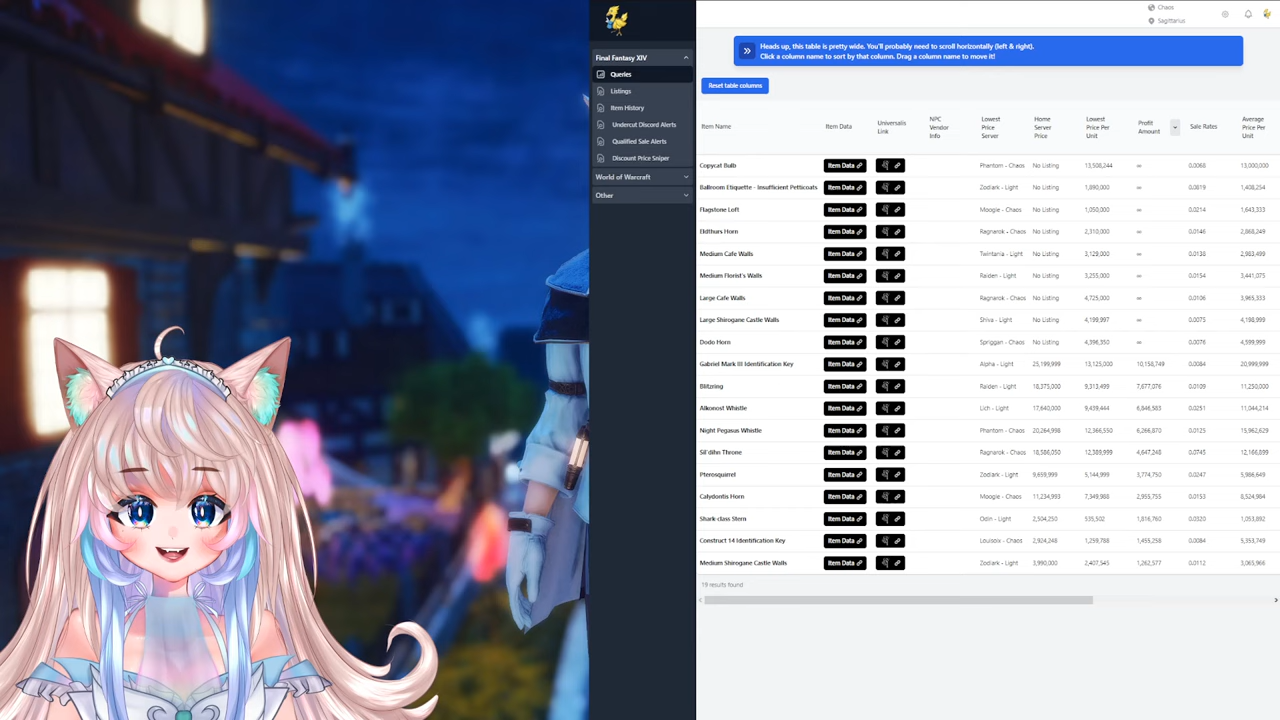 Chaos
Sagittarius
Final Fantasy XIV
Queries
Listings
Item History
Undercut Discord Alerts
Qualified Sale Alerts
Discount Price Sniper
World of Warcraft
Other
Heads up, this table is pretty wide. You'll probably need to scroll horizontally (left & right).
Click a column name to sort by that column. Drag a column name to move it!
Reset table columns
Item Name Item Data Universalis Link NPC Vendor Info Lowest Price Server Home Server Price Lowest Price Per Unit Profit Amount Sale Rates Average Price Per Unit
Copycat Bulb Item Data Phantom - Chaos No Listing 13,508,244 ∞ 0.0068 13,000,000
Ballroom Etiquette - Insufficient Petticoats Item Data Zodiark - Light No Listing 1,890,000 ∞ 0.0819 1,408,254
Flagstone Loft Item Data Moogle - Chaos No Listing 1,050,000 ∞ 0.0214 1,643,333
Eldthurs Horn Item Data Ragnarok - Chaos No Listing 2,310,000 ∞ 0.0146 2,868,249
Medium Cafe Walls Item Data Twintania - Light No Listing 3,129,000 ∞ 0.0138 2,983,499
Medium Florist's Walls Item Data Raiden - Light No Listing 3,255,000 ∞ 0.0154 3,441,075
Large Cafe Walls Item Data Ragnarok - Chaos No Listing 4,725,000 ∞ 0.0106 3,965,333
Large Shirogane Castle Walls Item Data Shiva - Light No Listing 4,199,997 ∞ 0.0075 4,198,999
Dodo Horn Item Data Spriggan - Chaos No Listing 4,396,350 ∞ 0.0076 4,599,999
Gabriel Mark III Identification Key Item Data Alpha - Light 25,199,999 13,125,000 10,158,749 0.0084 20,999,999
Blitzring Item Data Raiden - Light 18,375,000 9,313,499 7,677,076 0.0109 11,250,000
Alkonost Whistle Item Data Lich - Light 17,640,000 9,439,444 6,846,583 0.0251 11,044,214
Night Pegasus Whistle Item Data Phantom - Chaos 20,264,998 12,366,550 6,266,870 0.0125 15,962,629
Sil'dihn Throne Item Data Ragnarok - Chaos 18,586,050 12,389,999 4,647,248 0.0745 12,166,899
Pterosquirrel Item Data Zodiark - Light 9,659,999 5,144,999 3,774,750 0.0247 5,986,649
Calydontis Horn Item Data Moogle - Chaos 11,234,993 7,349,988 2,955,755 0.0153 8,524,964
Shark-class Stern Item Data Odin - Light 2,504,250 535,502 1,816,760 0.0320 1,053,892
Construct 14 Identification Key Item Data Louisoix - Chaos 2,924,248 1,259,786 1,455,258 0.0084 5,353,749
Medium Shirogane Castle Walls Item Data Zodiark - Light 3,990,000 2,407,545 1,262,577 0.0112 3,065,966
19 results found